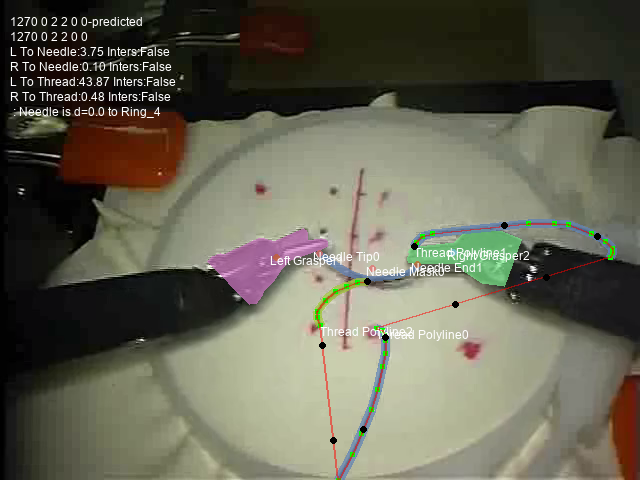 1270 0 2 2 0 0-predicted
1270 0 2 2 0 0
L To Needle:3.75 Inters:False
R To Needle:0.10 Inters:False
L To Thread:43.87 Inters:False
R To Thread:0.48 Inters:False
: Needle is d=0.0 to Ring_4
Left Grasper
Needle Tip0
Thread Polyline1
Right Grasper2
Needle Mask0
Needle End1
Thread Polyline2
Thread Polyline0